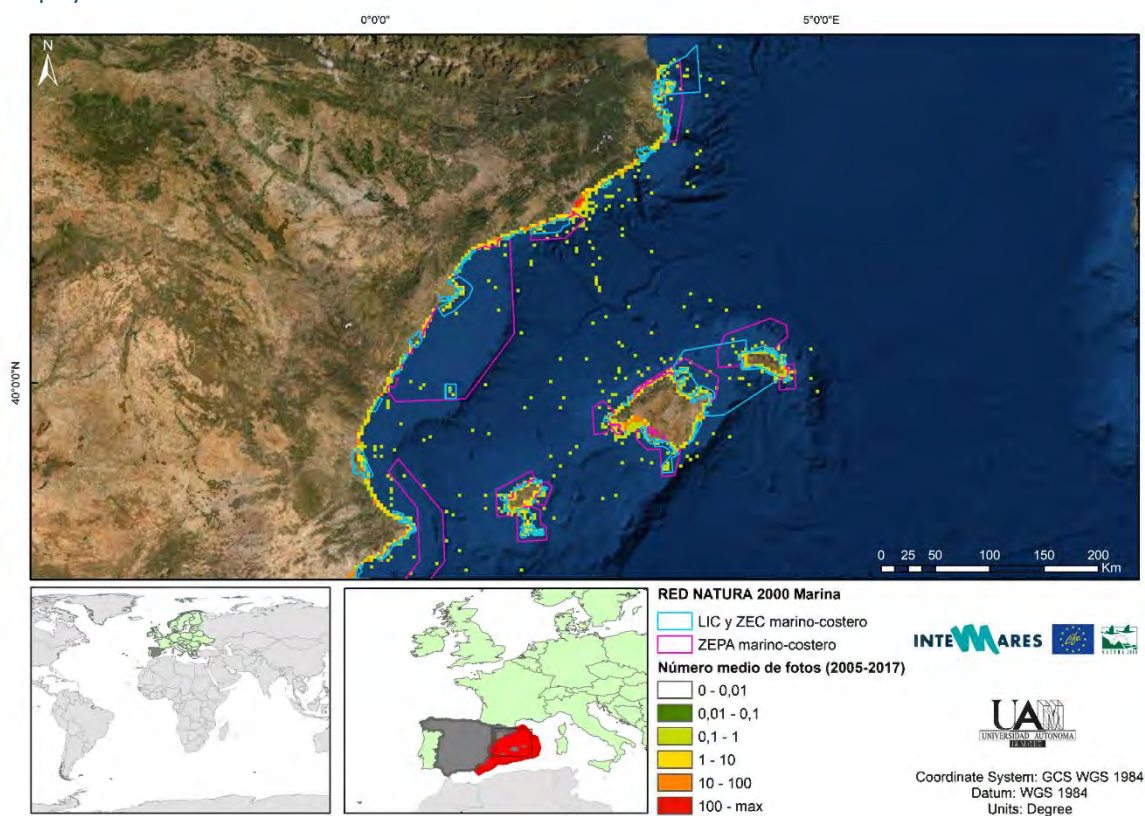 0°0'0"
5°0'0"E
N
40°0'0"N
0 25 50 100 150 200
Km
RED NATURA 2000 Marina
LIC y ZEC marino-costero
ZEPA marino-costero
Número medio de fotos (2005-2017)
0 - 0,01
0,01 - 0,1
0,1 - 1
1 - 10
10 - 100
100 - max
INTEMARES
Life
UAM
UNIVERSIDAD AUTONOMA
Coordinate System: GCS WGS 1984
Datum: WGS 1984
Units: Degree